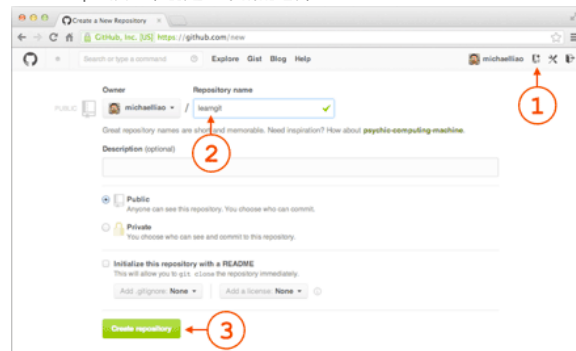 Create a New Repository
GitHub, Inc. [US] https://github.com/new
Search or type a command
Explore Gist Blog Help
michaelliao
1
Owner
Repository name
PUBLIC
michaelliao / learngit
Great repository names are short and memorable. Need inspiration? How about psychic-computing-machine.
2
Description (optional)
Public
Anyone can see this repository. You choose who can commit.
Private
You choose who can see and commit to this repository.
Initialize this repository with a README
This will allow you to git clone the repository immediately.
Add .gitignore: None
Add a license: None
Create repository
3